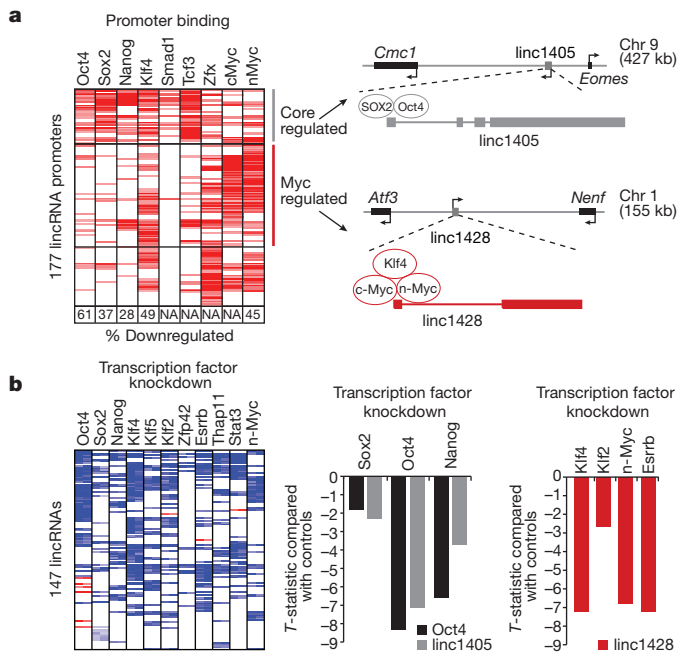 a
Promoter binding
Oct4
Sox2
Nanog
Klf4
Smad1
Tcf3
Zfx
cMyc
nMyc
177 lincRNA promoters
61 37 28 49 NA NA NA NA 45
% Downregulated
Core
regulated
Myc
regulated
Cmc1
linc1405
Chr 9
(427 kb)
Eomes
SOX2
Oct4
linc1405
Atf3
Nenf
Chr 1
(155 kb)
linc1428
Klf4
c-Myc
n-Myc
linc1428
b
Transcription factor
knockdown
Oct4
Sox2
Nanog
Klf4
Klf5
Klf2
Zfp42
Esrrb
Thap11
Stat3
n-Myc
147 lincRNAs
Transcription factor
knockdown
Sox2
Oct4
Nanog
T-statistic compared
with controls
0
–1
–2
–3
–4
–5
–6
–7
–8
–9
Oct4
linc1405
Transcription factor
knockdown
Klf4
Klf2
n-Myc
Esrrb
T-statistic compared
with controls
0
–1
–2
–3
–4
–5
–6
–7
–8
–9
linc1428